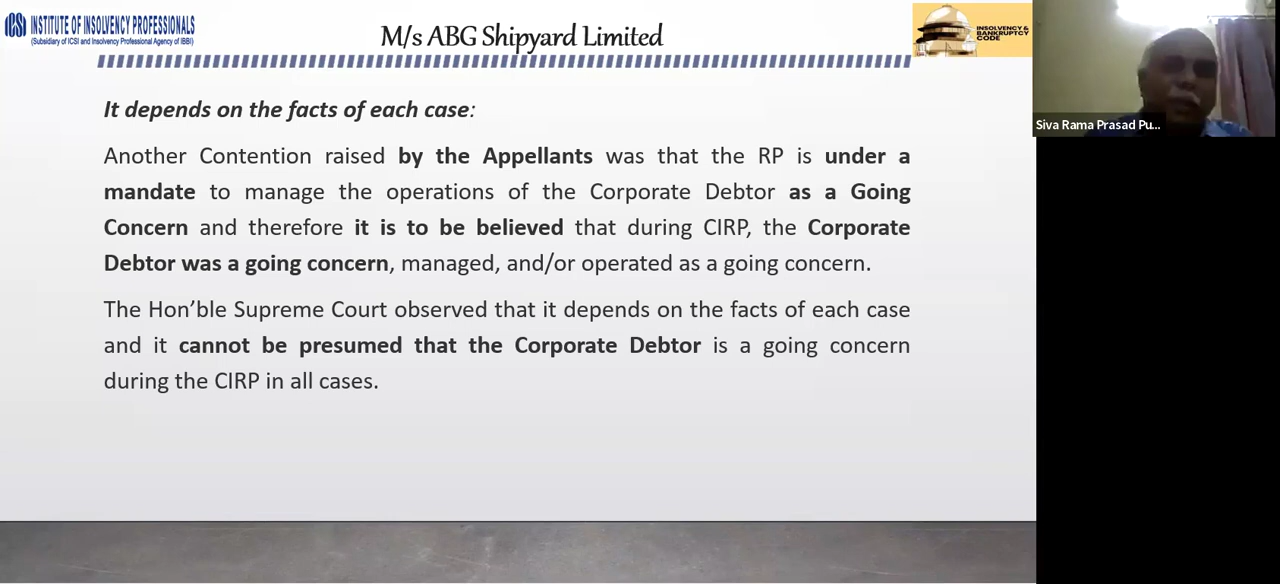 ICSI INSTITUTE OF INSOLVENCY PROFESSIONALS
(Subsidiary of ICSI and Insolvency Professional Agency of IBBI)
M/s ABG Shipyard Limited
INSOLVENCY &
BANKRUPTCY
CODE
Siva Rama Prasad Pu...
It depends on the facts of each case:
Another Contention raised by the Appellants was that the RP is under a
mandate to manage the operations of the Corporate Debtor as a Going
Concern and therefore it is to be believed that during CIRP, the Corporate
Debtor was a going concern, managed, and/or operated as a going concern.
The Hon’ble Supreme Court observed that it depends on the facts of each case
and it cannot be presumed that the Corporate Debtor is a going concern
during the CIRP in all cases.